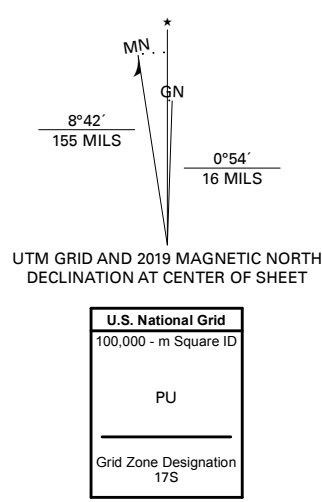 ★
MN
GN
8°42´
155 MILS
0°54´
16 MILS
UTM GRID AND 2019 MAGNETIC NORTH
DECLINATION AT CENTER OF SHEET
U.S. National Grid
100,000 - m Square ID
PU
Grid Zone Designation
17S